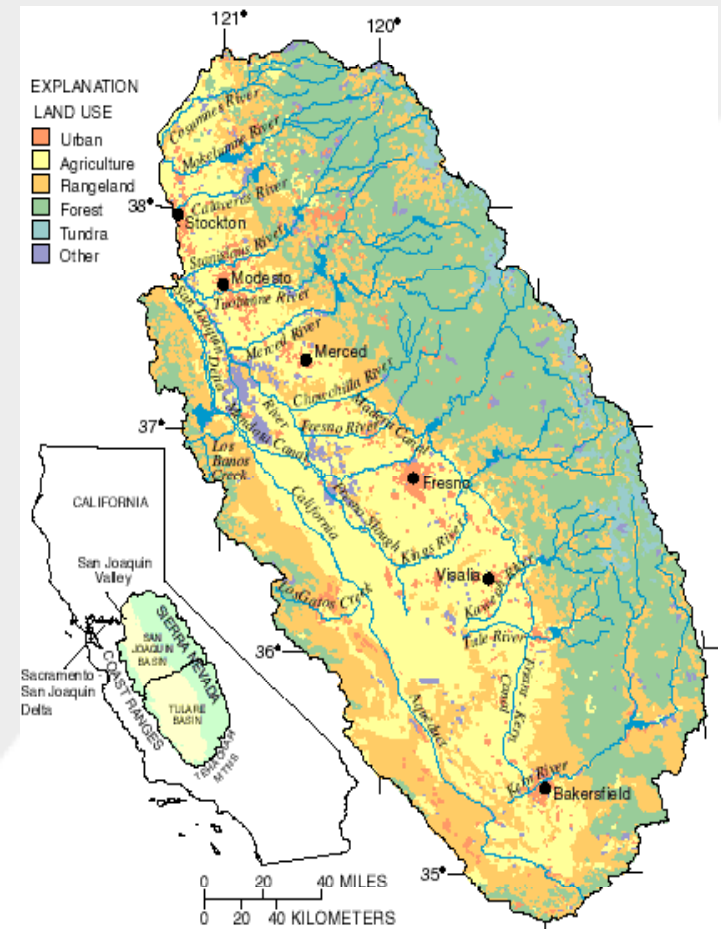 121°
120°
EXPLANATION
LAND USE
Urban
Agriculture
Rangeland
Forest
Tundra
Other
Cosumnes River
Mokelumne River
Calaveres River
38°
Stockton
Stanislaus River
Modesto
Tuolumne River
San Joaquin
Delta
Merced River
Merced
Chowchilla River
River
Madera Canal
Fresno River
37°
Mendota Canal
Los
Banos
Creek
Fresno
California
Fresno Slough
Kings River
Visalia
Kaweah River
Los Gatos Creek
Tule River
36°
Friant - Kern
Canal
Aqueduct
Kern River
Bakersfield
35°
CALIFORNIA
San Joaquin
Valley
SIERRA NEVADA
SAN
JOAQUIN
BASIN
COAST RANGES
Sacramento -
San Joaquin
Delta
TULARE
BASIN
TEHACHAPI
MTNS
0 20 40 MILES
0 20 40 KILOMETERS